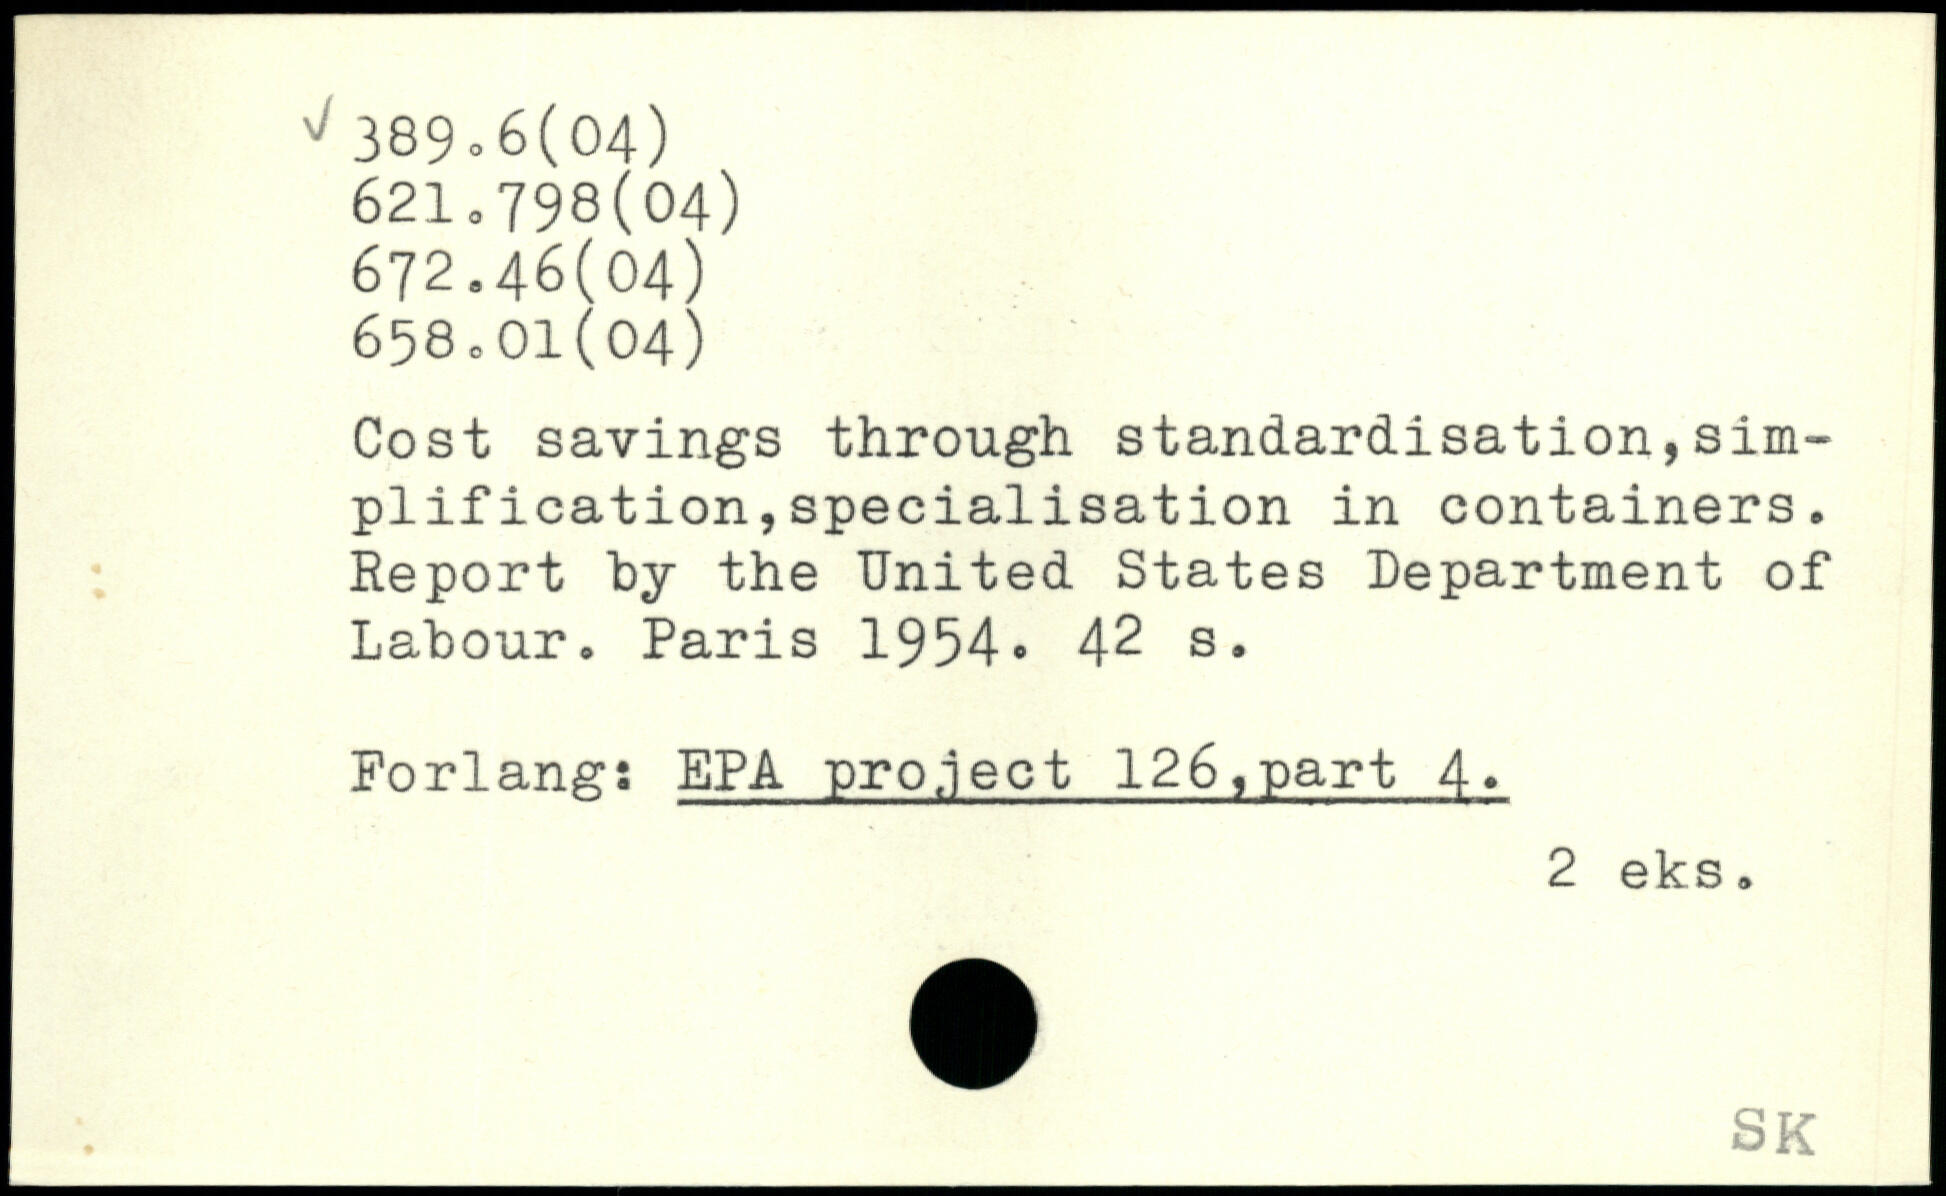 ✓ 389.6(04)
621.798(04)
672.46(04)
658.01(04)
Cost savings through standardisation,sim-
plification,specialisation in containers.
Report by the United States Department of
Labour. Paris 1954. 42 s.
Forlang: EPA project 126,part 4.
2 eks.
SK